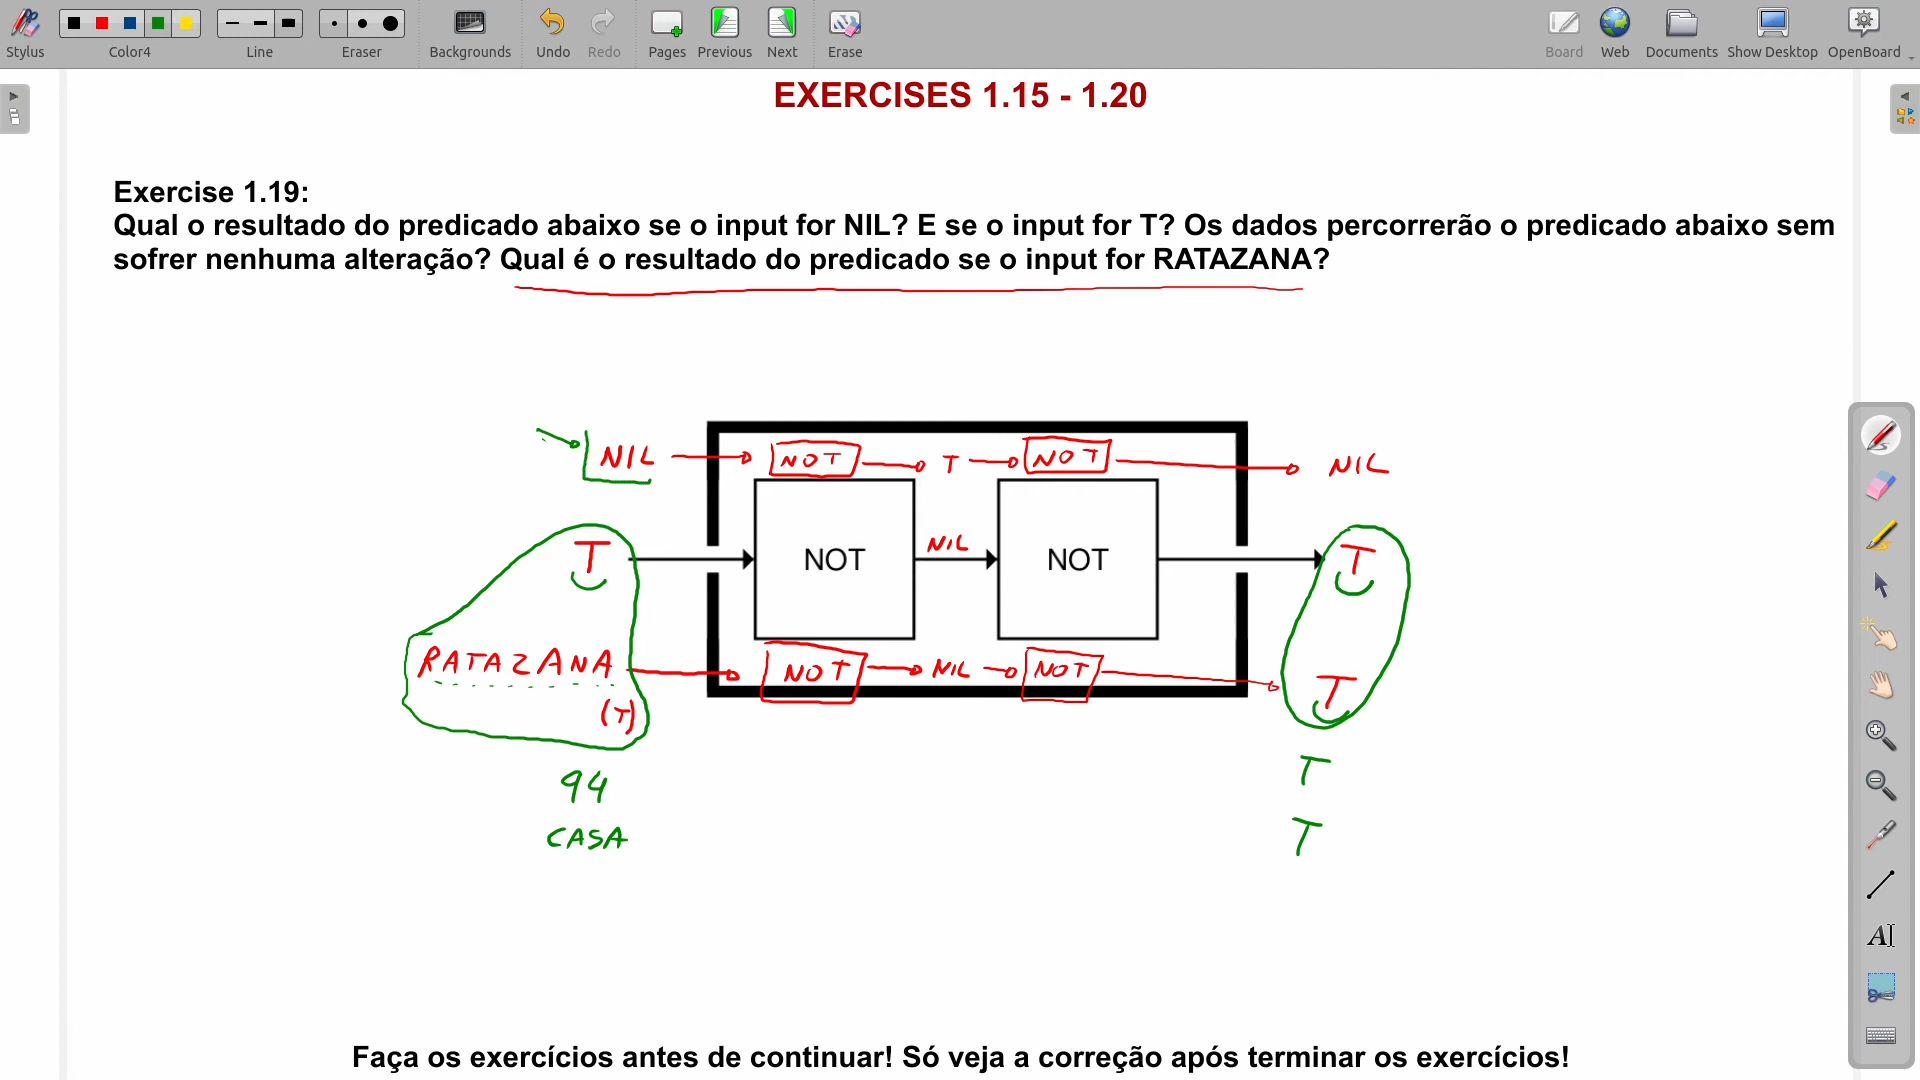 Stylus Color4 Line Eraser Backgrounds Undo Redo Pages Previous Next Erase Board Web Documents Show Desktop OpenBoard
EXERCISES 1.15 - 1.20
Exercise 1.19:
Qual o resultado do predicado abaixo se o input for NIL? E se o input for T? Os dados percorrerão o predicado abaixo sem
sofrer nenhuma alteração? Qual é o resultado do predicado se o input for RATAZANA?
NIL NOT T NOT NIL
T NOT NIL NOT T
RATAZANA NOT NIL NOT T
(T)
94 T
CASA T
Faça os exercícios antes de continuar! Só veja a correção após terminar os exercícios!